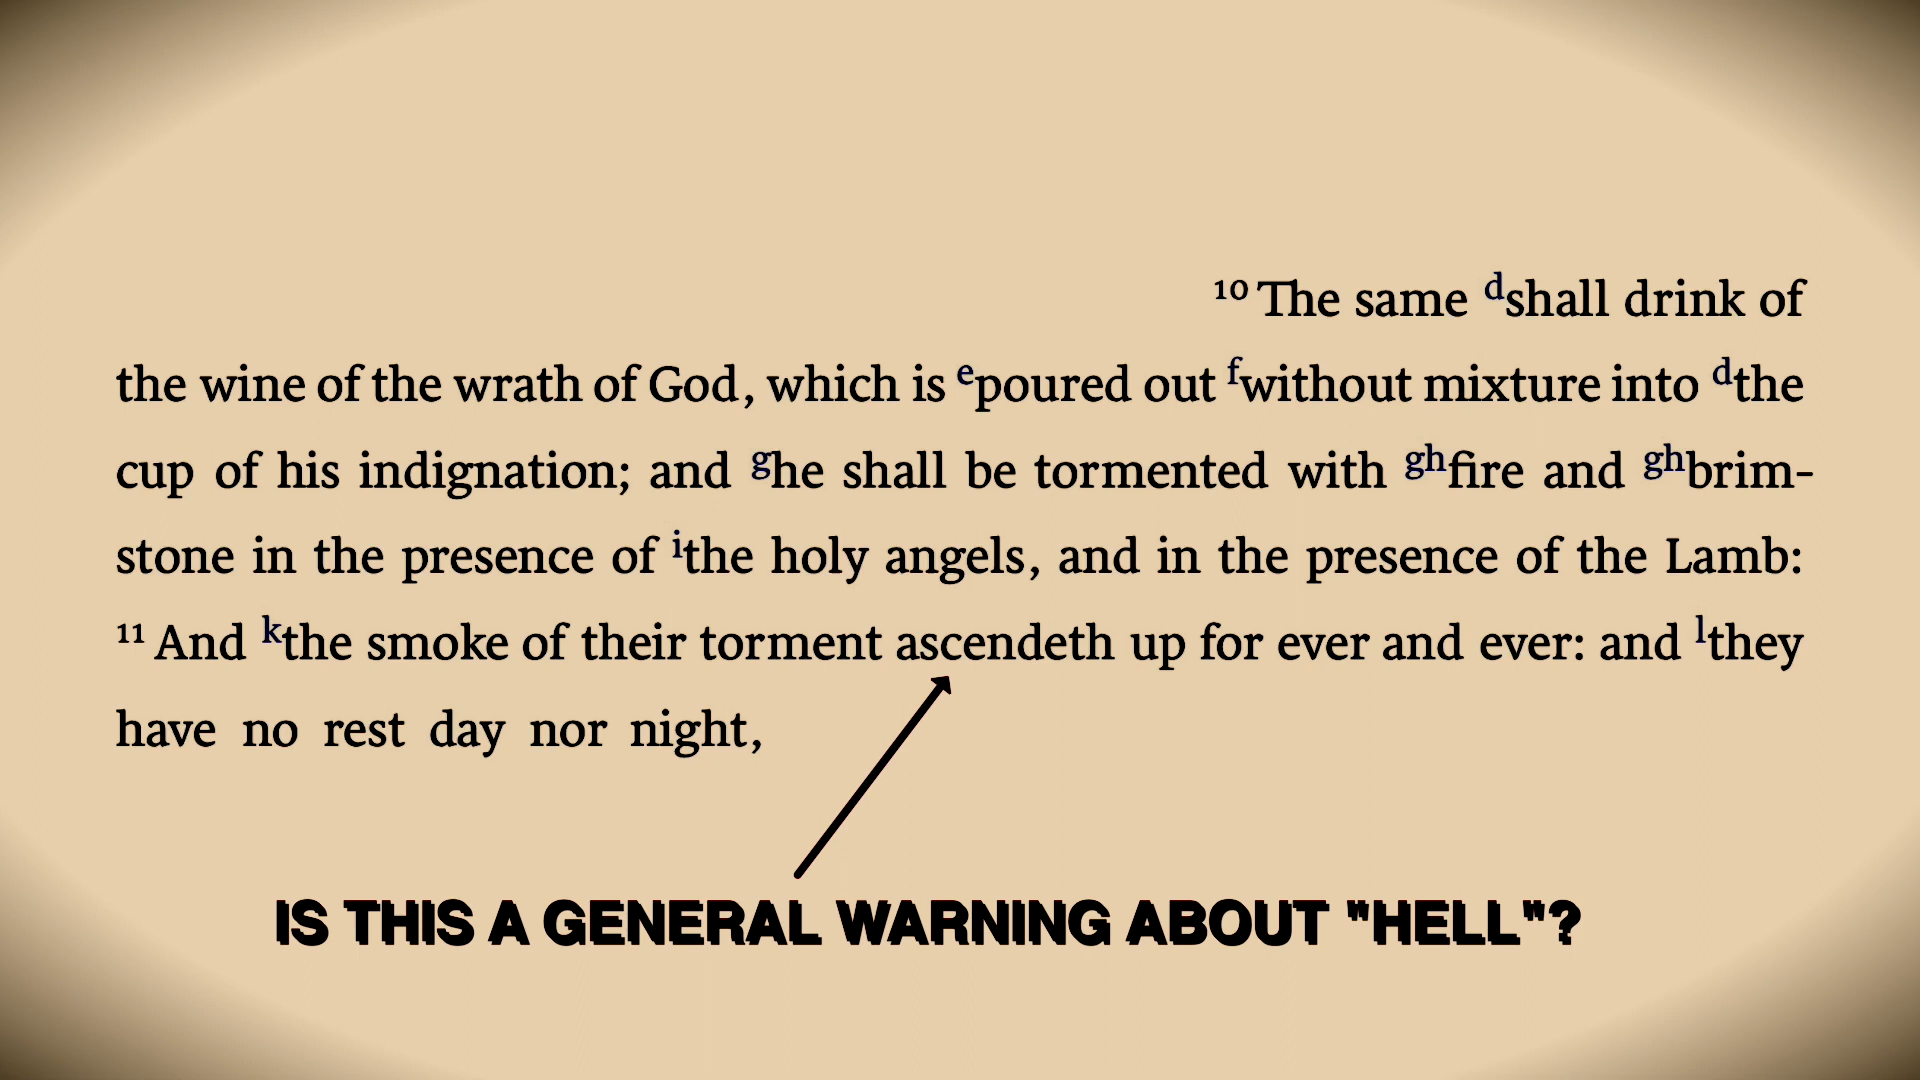 ¹⁰ The same ᵈshall drink of
the wine of the wrath of God, which is ᵉpoured out ᶠwithout mixture into ᵈthe
cup of his indignation; and ᵍhe shall be tormented with ᵍʰfire and ᵍʰbrim-
stone in the presence of ⁱthe holy angels, and in the presence of the Lamb:
¹¹ And ᵏthe smoke of their torment ascendeth up for ever and ever: and ˡthey
have no rest day nor night,
IS THIS A GENERAL WARNING ABOUT "HELL"?